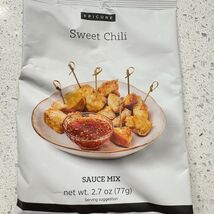 EPICURE
Sweet Chili
SAUCE MIX
net wt. 2.7 oz (77g)
Serving suggestion